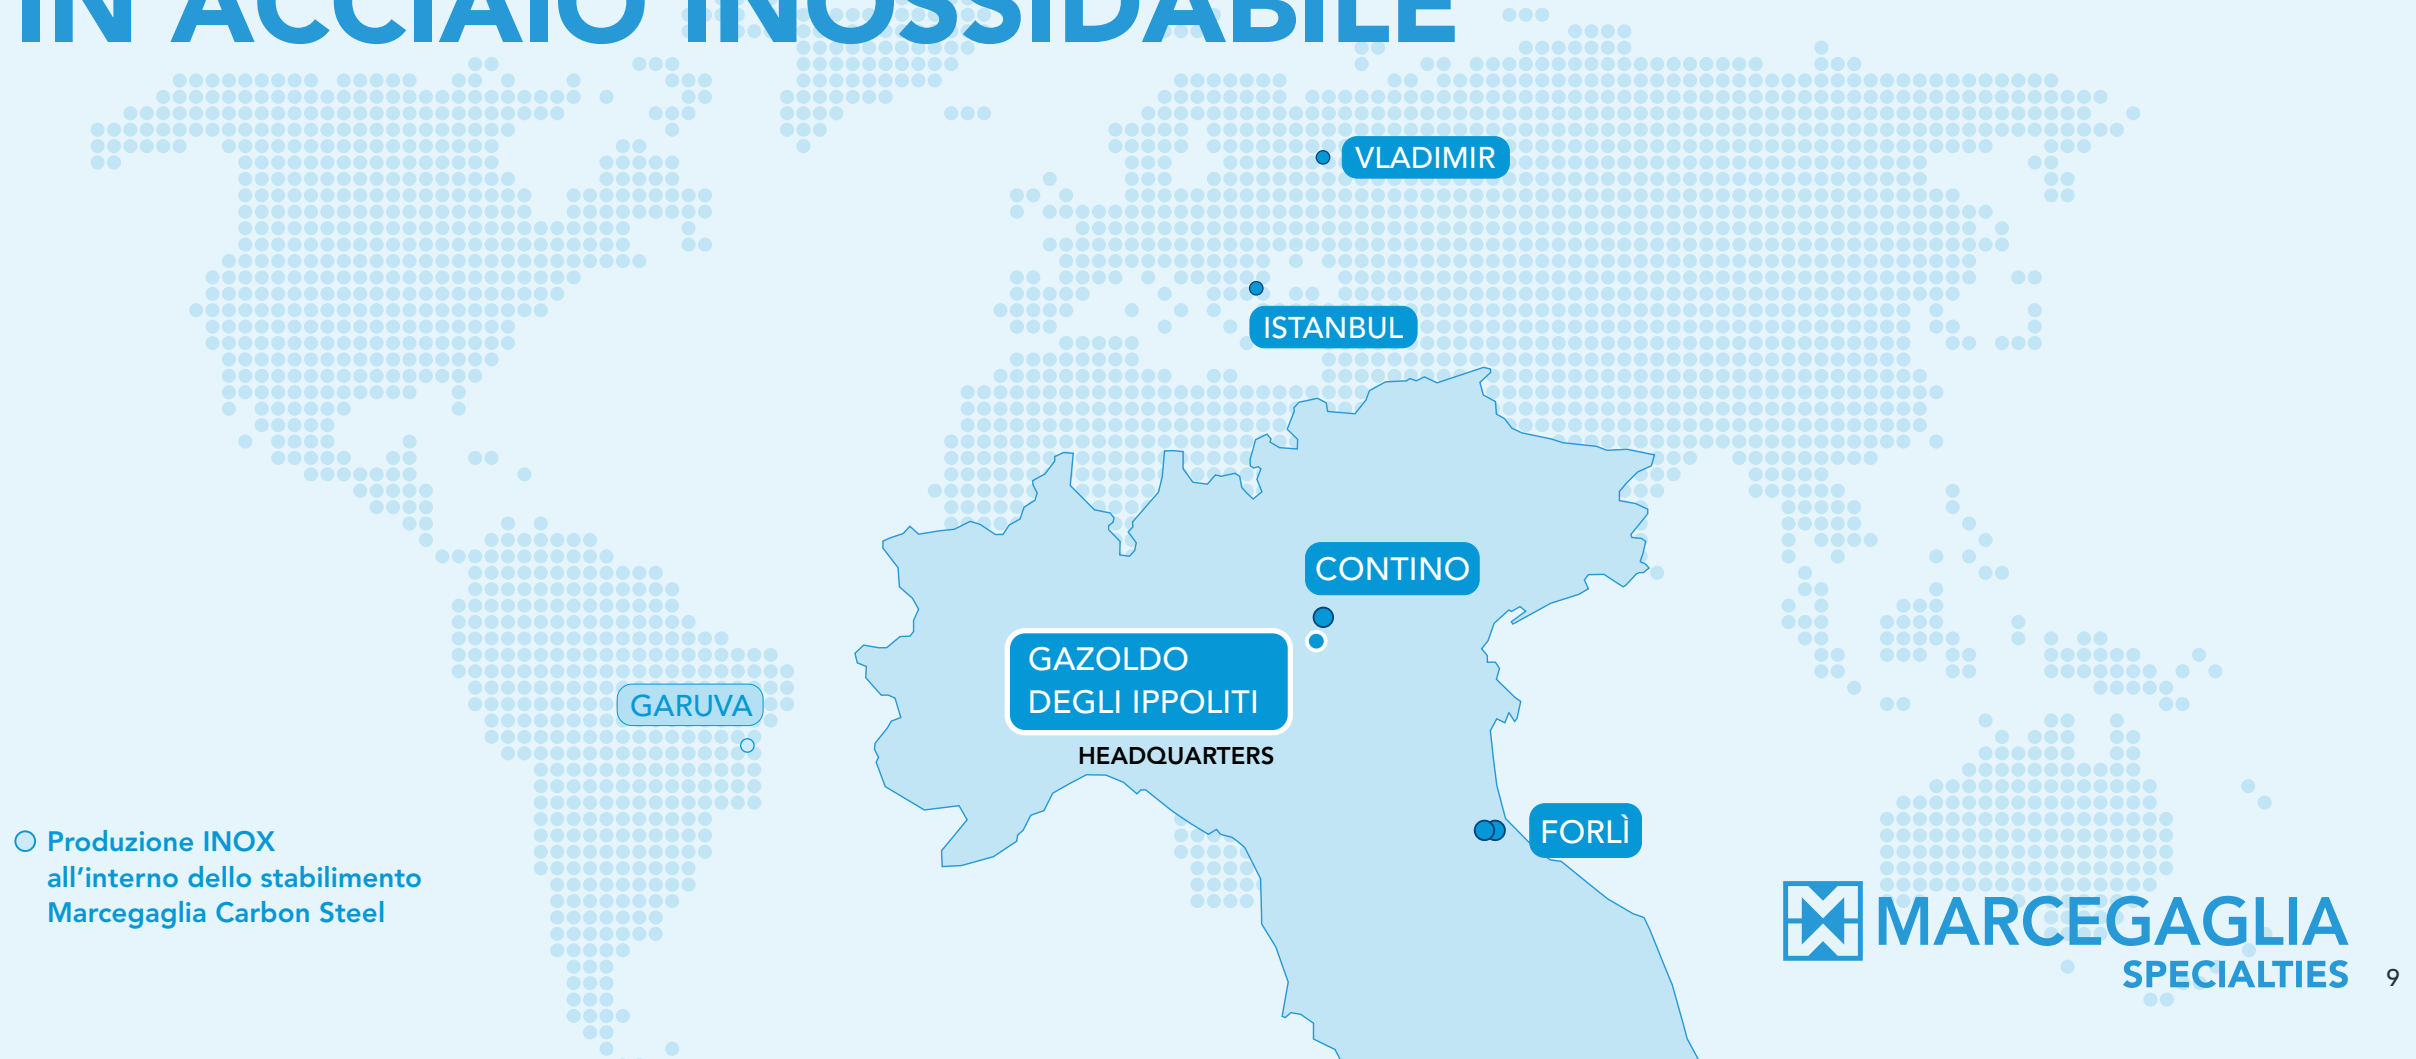 IN ACCIAIO INOSSIDABILE
VLADIMIR
ISTANBUL
CONTINO
GAZOLDO
DEGLI IPPOLITI
HEADQUARTERS
GARUVA
FORLÌ
Produzione INOX
all’interno dello stabilimento
Marcegaglia Carbon Steel
MARCEGAGLIA
SPECIALTIES
9